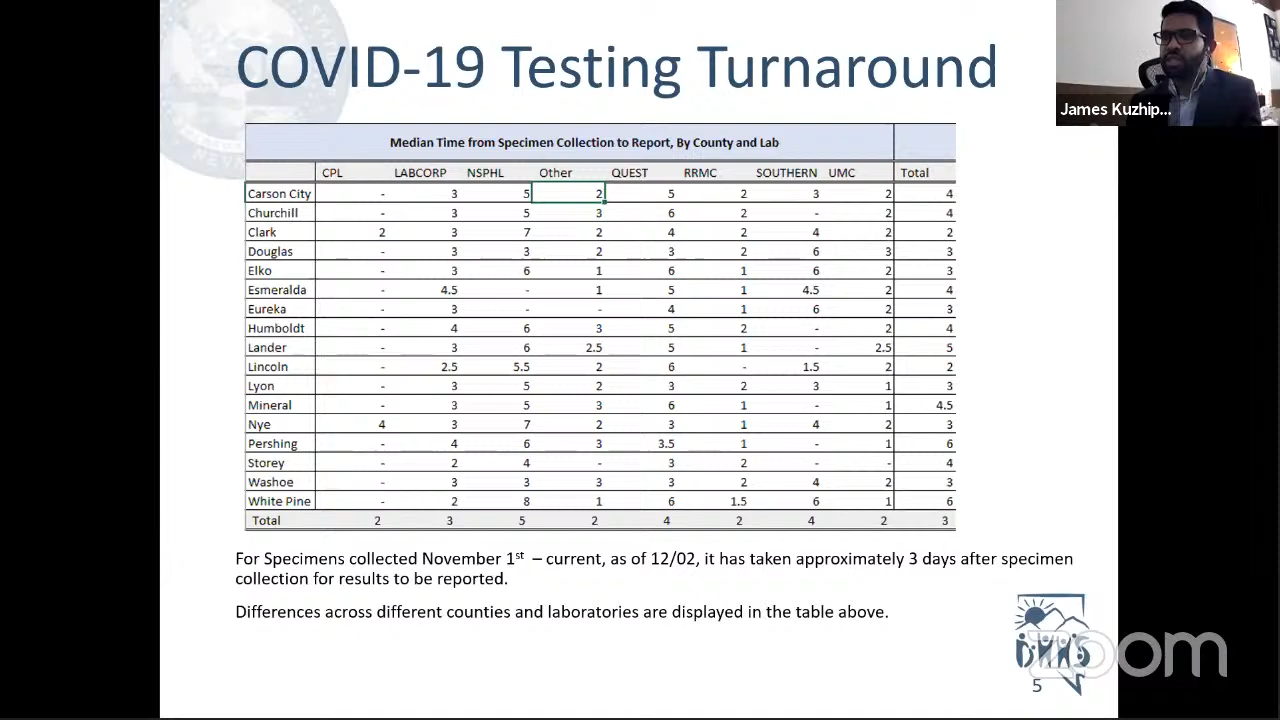 COVID-19 Testing Turnaround
James Kuzhip...
Median Time from Specimen Collection to Report, By County and Lab
CPL LABCORP NSPHL Other QUEST RRMC SOUTHERN UMC Total
Carson City - 3 5 2 5 2 3 2 4
Churchill - 3 5 3 6 2 - 2 4
Clark 2 3 7 2 4 2 4 2 2
Douglas - 3 3 2 3 2 6 3 3
Elko - 3 6 1 6 1 6 2 3
Esmeralda - 4.5 - 1 5 1 4.5 2 4
Eureka - 3 - - 4 1 6 2 3
Humboldt - 4 6 3 5 2 - 2 4
Lander - 3 6 2.5 5 1 - 2.5 5
Lincoln - 2.5 5.5 2 6 - 1.5 2 2
Lyon - 3 5 2 3 2 3 1 3
Mineral - 3 5 3 6 1 - 1 4.5
Nye 4 3 7 2 3 1 4 2 3
Pershing - 4 6 3 3.5 1 - 1 6
Storey - 2 4 - 3 2 - - 4
Washoe - 3 3 3 3 2 4 2 3
White Pine - 2 8 1 6 1.5 6 1 6
Total 2 3 5 2 4 2 4 2 3
For Specimens collected November 1st – current, as of 12/02, it has taken approximately 3 days after specimen
collection for results to be reported.
Differences across different counties and laboratories are displayed in the table above.
zoom
5